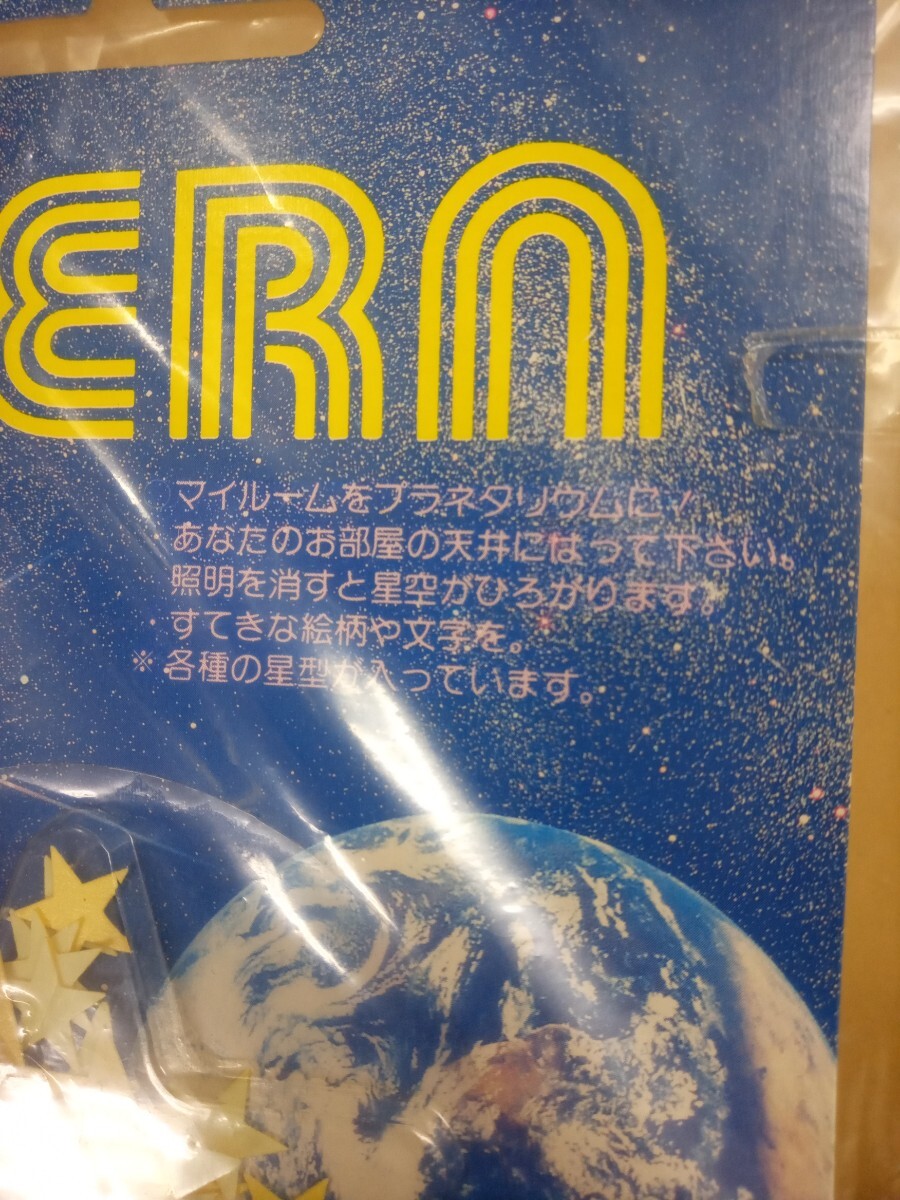 ERN
マイルームをプラネタリウムに!
あなたのお部屋の天井にはって下さい。
照明を消すと星空がひろがります。
すてきな絵柄や文字を。
※各種の星型が入っています。